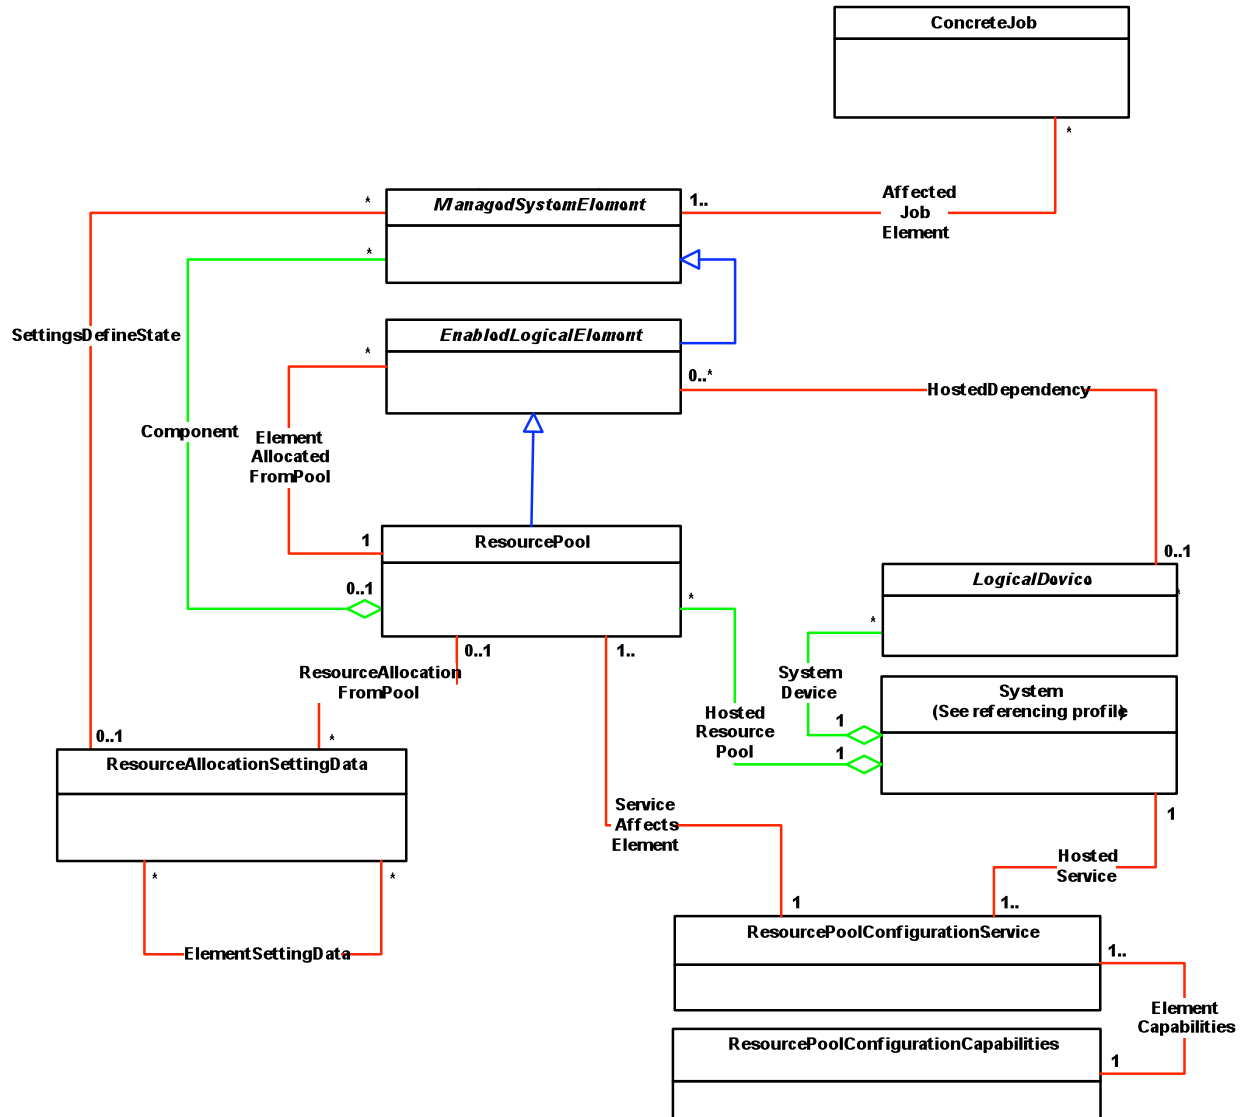 ConcreteJob
*
ManagedSystemElement
*
1..
Affected
Job
Element
*
SettingsDefineState
EnabledLogicalElement
*
0..*
HostedDependency
Component
Element
Allocated
FromPool
1
ResourcePool
0..1
0..1
LogicalDevice
*
*
*
0..1
1..
ResourceAllocation
FromPool
System
Device
System
(See referencing profile)
Hosted
Resource
Pool
1
1
0..1
*
ResourceAllocationSettingData
Service
Affects
Element
1
Hosted
Service
*
*
1
1..
ResourcePoolConfigurationService
ElementSettingData
1..
Element
Capabilities
ResourcePoolConfigurationCapabilities
1